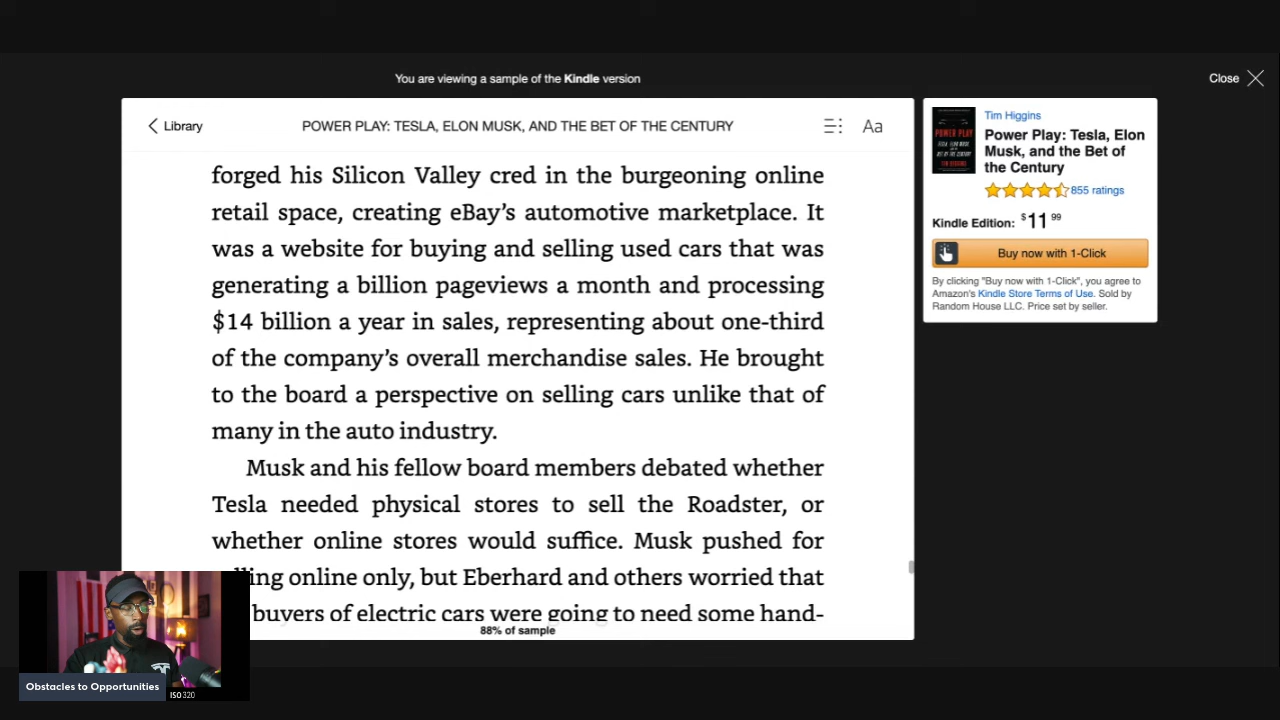 You are viewing a sample of the Kindle version
Close
Library
POWER PLAY: TESLA, ELON MUSK, AND THE BET OF THE CENTURY
Aa
forged his Silicon Valley cred in the burgeoning online
retail space, creating eBay's automotive marketplace. It
was a website for buying and selling used cars that was
generating a billion pageviews a month and processing
$14 billion a year in sales, representing about one-third
of the company's overall merchandise sales. He brought
to the board a perspective on selling cars unlike that of
many in the auto industry.
Musk and his fellow board members debated whether
Tesla needed physical stores to sell the Roadster, or
whether online stores would suffice. Musk pushed for
ling online only, but Eberhard and others worried that
buyers of electric cars were going to need some hand-
88% of sample
POWER PLAY
Tim Higgins
Power Play: Tesla, Elon
Musk, and the Bet of
the Century
855 ratings
Kindle Edition: $11 99
Buy now with 1-Click
By clicking "Buy now with 1-Click", you agree to
Amazon's Kindle Store Terms of Use. Sold by
Random House LLC. Price set by seller.
Obstacles to Opportunities
ISO 320